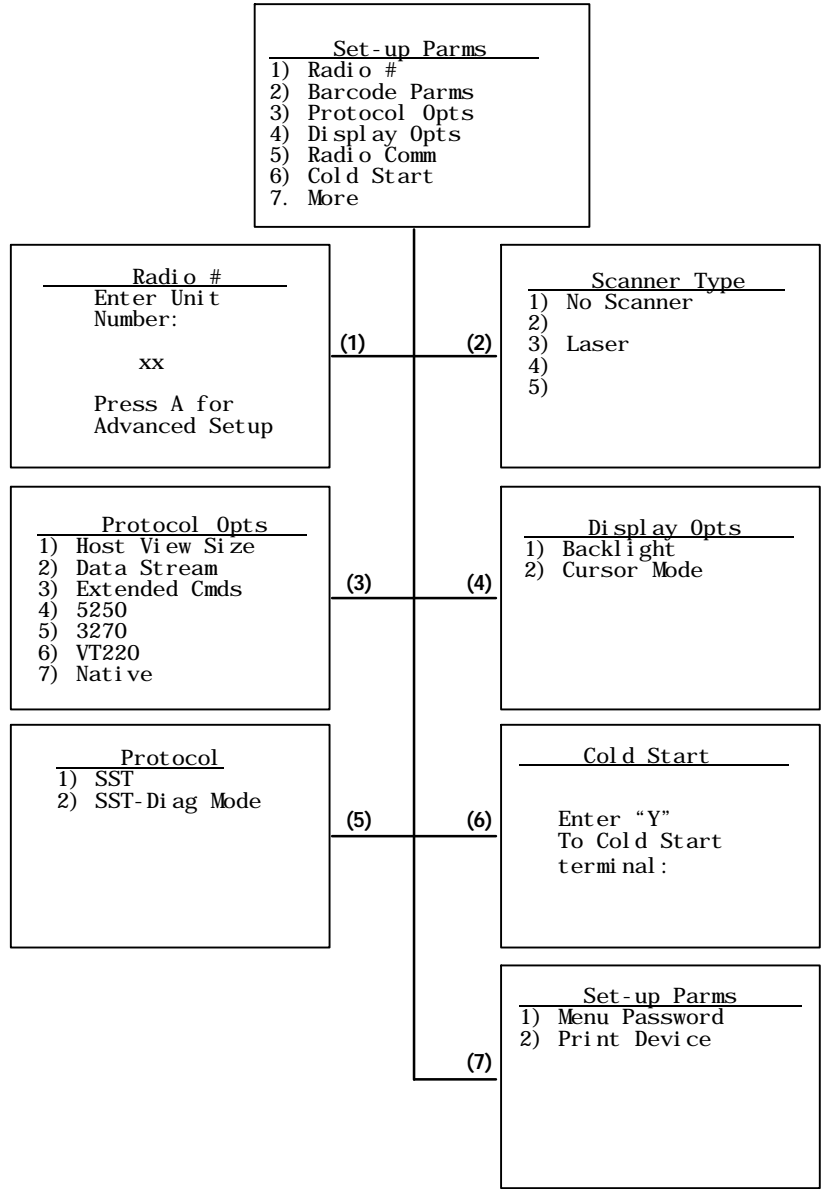 Set-up Parms
1) Radio #
2) Barcode Parms
3) Protocol Opts
4) Display Opts
5) Radio Comm
6) Cold Start
7. More
Radio #
Enter Unit
Number:
xx
Press A for
Advanced Setup
(1)
(2)
Scanner Type
1) No Scanner
2)
3) Laser
4)
5)
Protocol Opts
1) Host View Size
2) Data Stream
3) Extended Cmds
4) 5250
5) 3270
6) VT220
7) Native
(3)
(4)
Display Opts
1) Backlight
2) Cursor Mode
Protocol
1) SST
2) SST-Diag Mode
(5)
(6)
Cold Start
Enter “Y”
To Cold Start
terminal:
(7)
Set-up Parms
1) Menu Password
2) Print Device